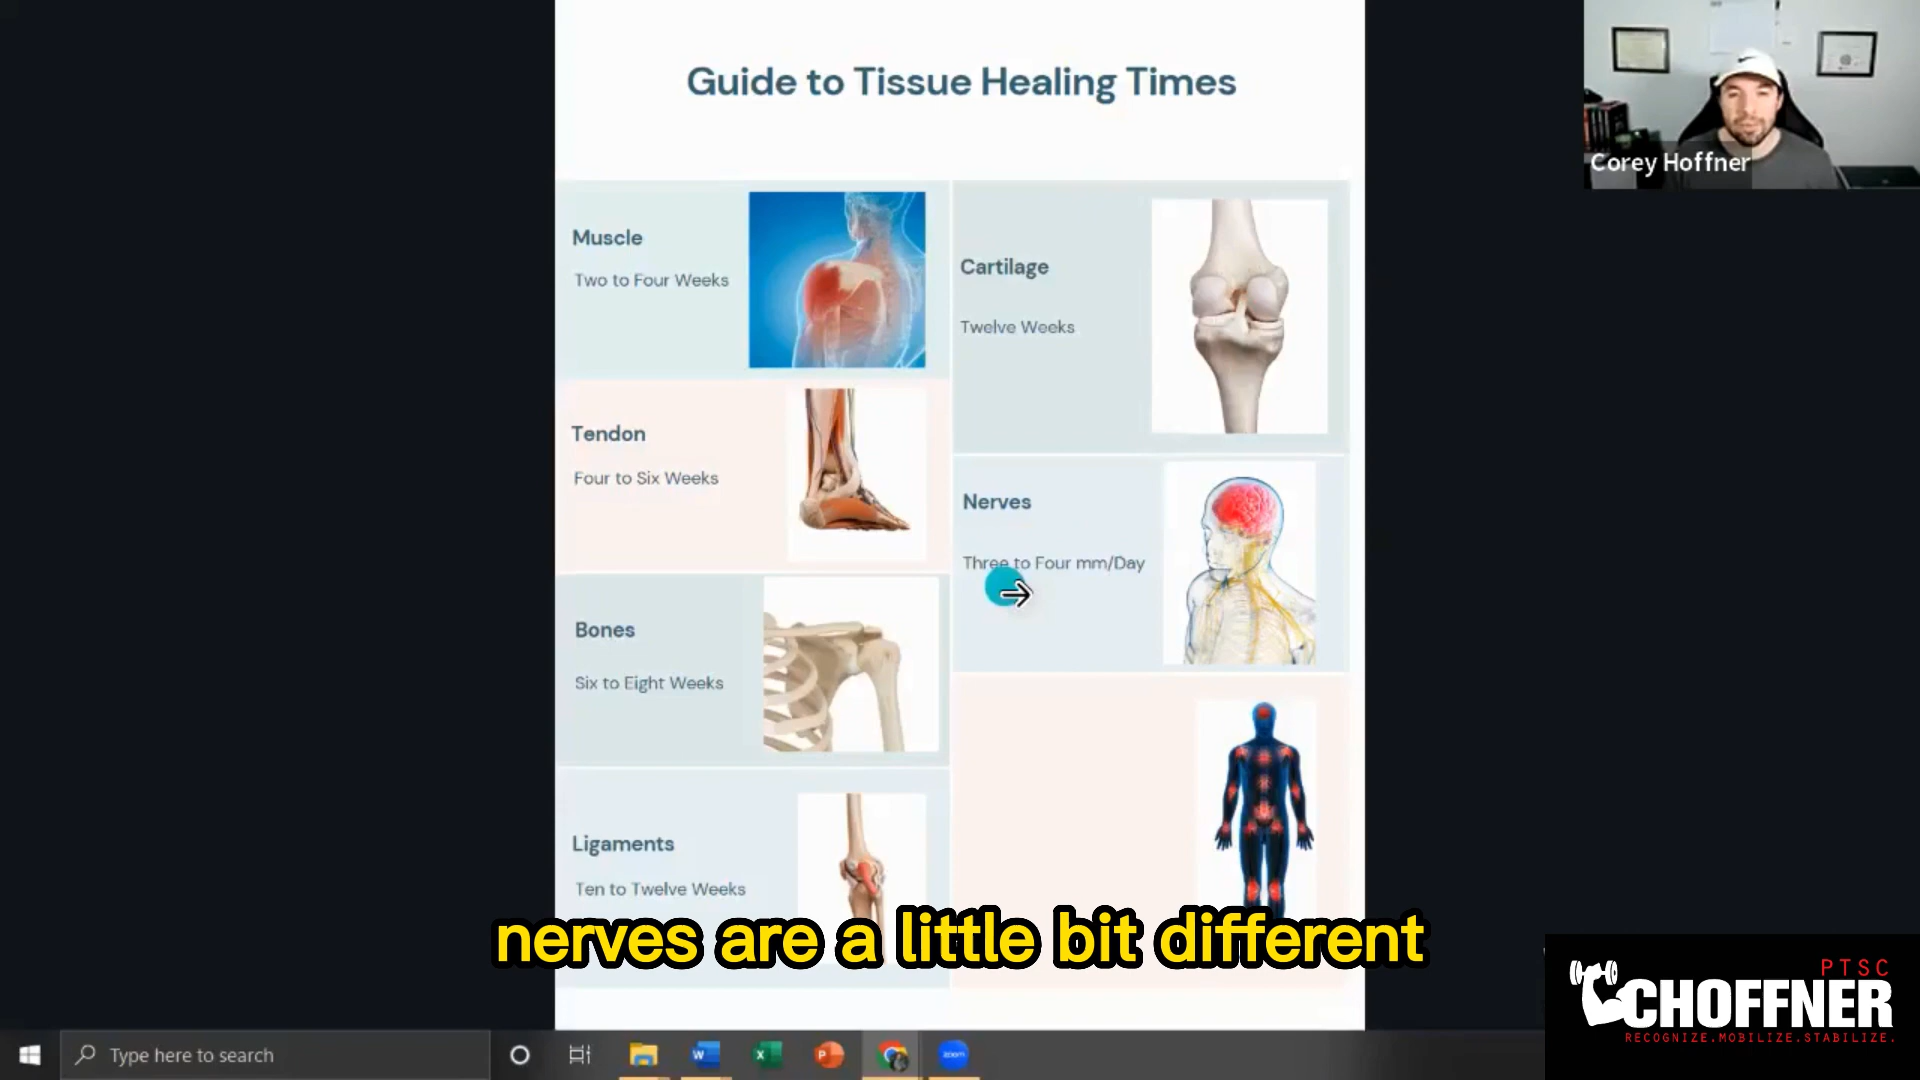 Guide to Tissue Healing Times
Muscle
Two to Four Weeks
Tendon
Four to Six Weeks
Bones
Six to Eight Weeks
Ligaments
Ten to Twelve Weeks
Cartilage
Twelve Weeks
Nerves
Three to Four mm/Day
nerves are a little bit different
Corey Hoffner
PTSC
CHOFFNER
RECOGNIZE.MOBILIZE.STABILIZE.
Type here to search
zoom